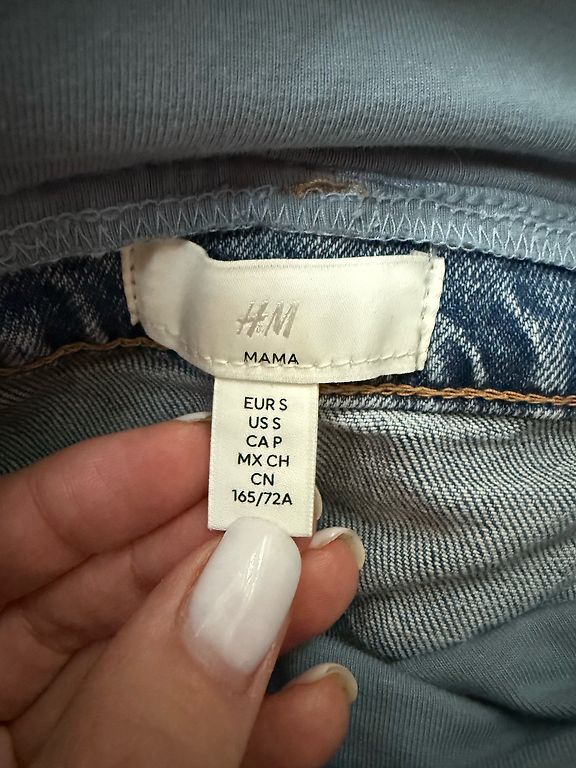 H&M
MAMA
EUR S
US S
CA P
MX CH
CN
165/72A